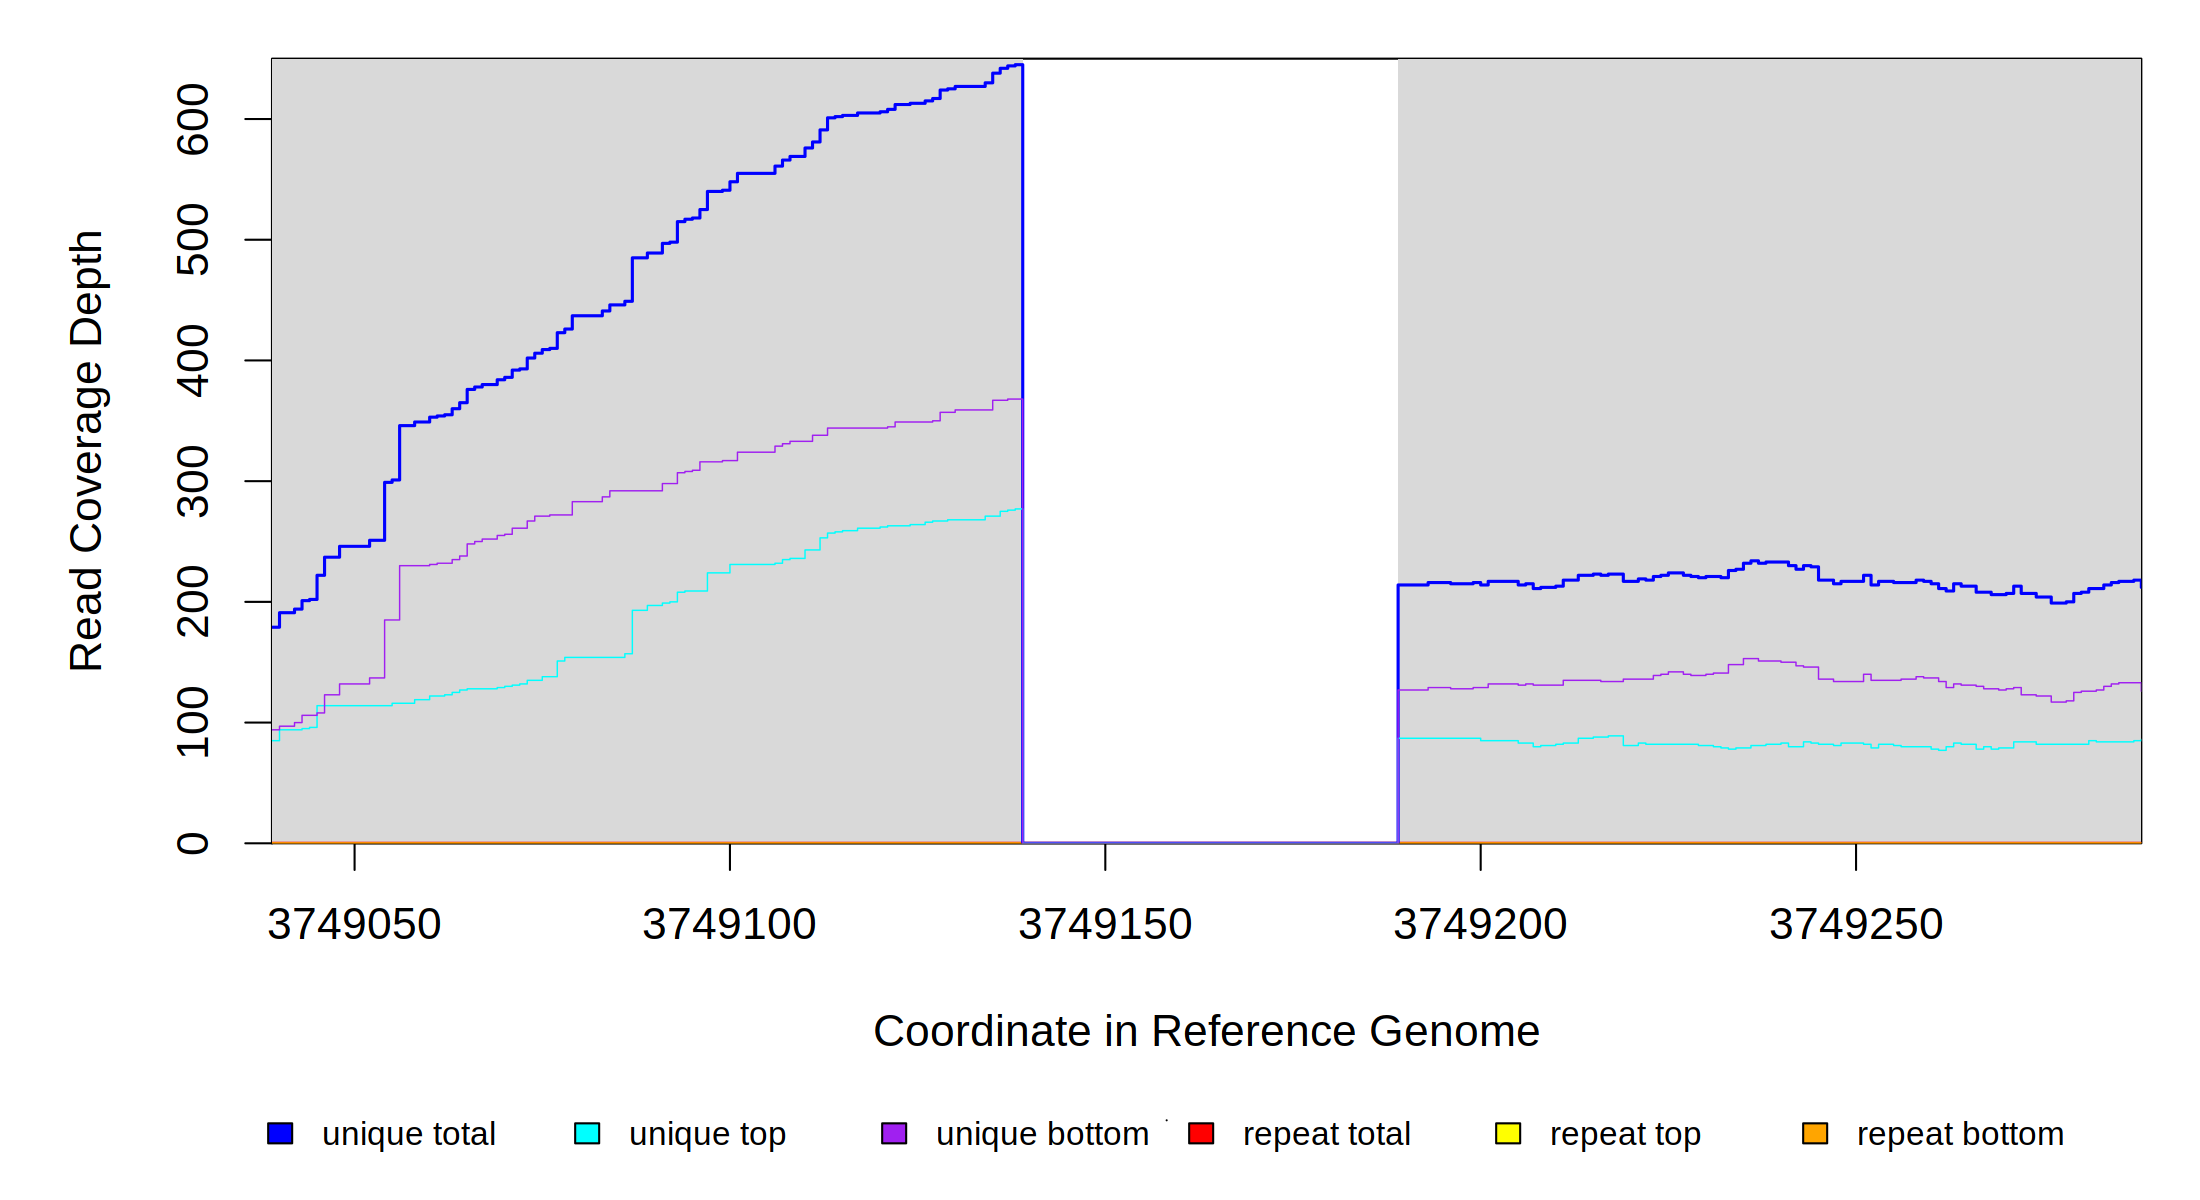 Read Coverage Depth
600
500
400
300
200
100
0
3749050 3749100 3749150 3749200 3749250
Coordinate in Reference Genome
unique total unique top unique bottom repeat total repeat top repeat bottom